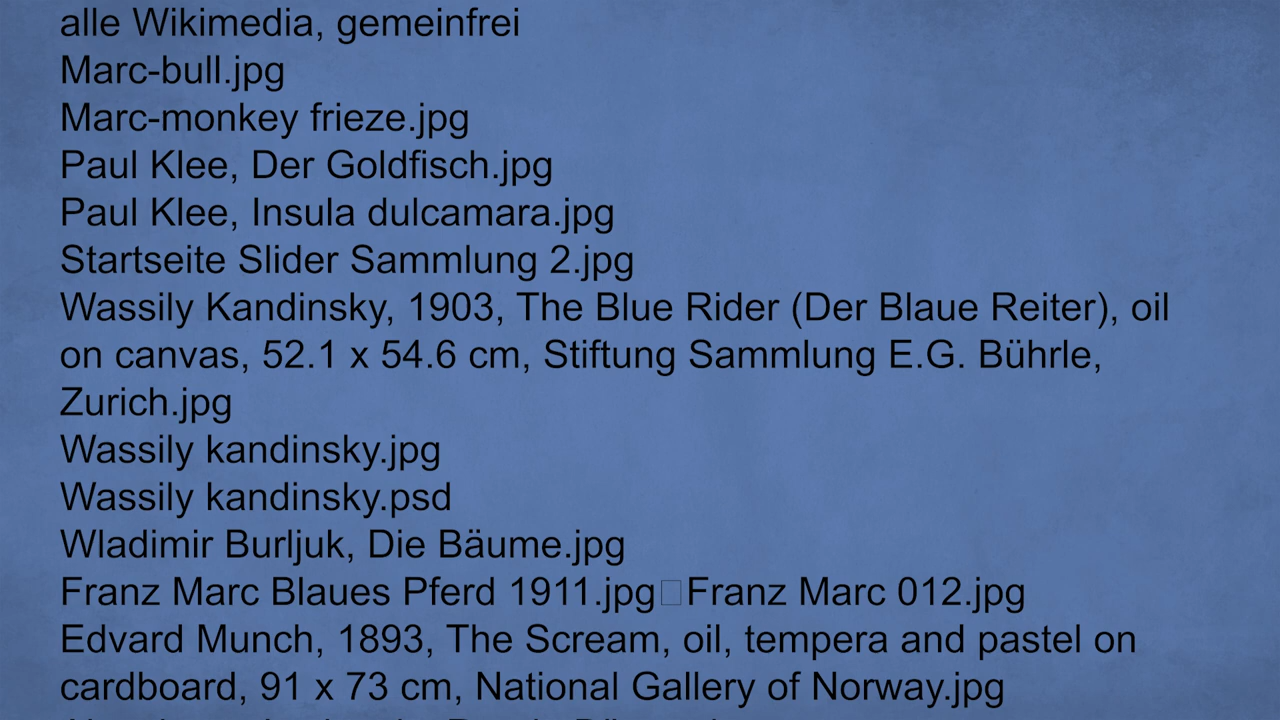 alle Wikimedia, gemeinfrei
Marc-bull.jpg
Marc-monkey frieze.jpg
Paul Klee, Der Goldfisch.jpg
Paul Klee, Insula dulcamara.jpg
Startseite Slider Sammlung 2.jpg
Wassily Kandinsky, 1903, The Blue Rider (Der Blaue Reiter), oil
on canvas, 52.1 x 54.6 cm, Stiftung Sammlung E.G. Bührle,
Zurich.jpg
Wassily kandinsky.jpg
Wassily kandinsky.psd
Wladimir Burljuk, Die Bäume.jpg
Franz Marc Blaues Pferd 1911.jpg Franz Marc 012.jpg
Edvard Munch, 1893, The Scream, oil, tempera and pastel on
cardboard, 91 x 73 cm, National Gallery of Norway.jpg